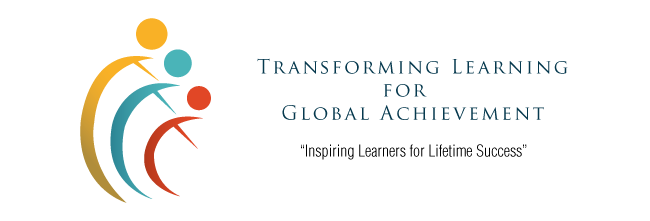 Transforming Learning
for
Global Achievement
“Inspiring Learners for Lifetime Success”